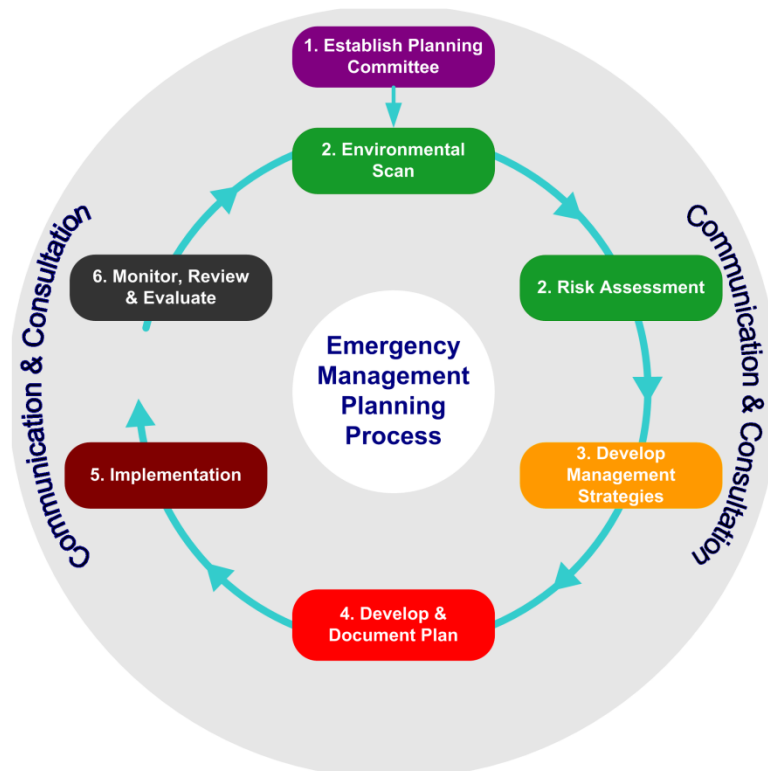 1. Establish Planning
Committee
2. Environmental
Scan
2. Risk Assessment
3. Develop
Management
Strategies
4. Develop &
Document Plan
5. Implementation
6. Monitor, Review
& Evaluate
Emergency
Management
Planning
Process
Communication & Consultation
Communication & Consultation